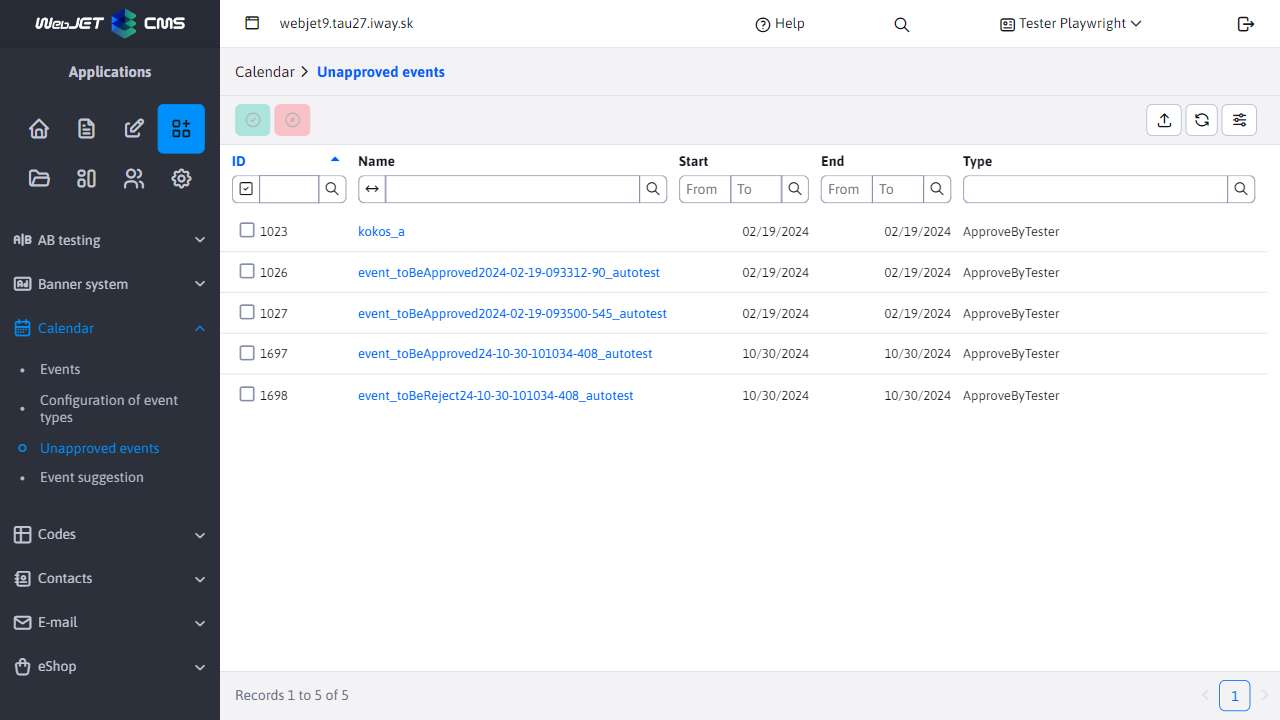 WebJET CMS
webjet9.tau27.iway.sk
Help
Tester Playwright
Applications
Calendar
Unapproved events
ID
Name
Start
End
Type
From
To
From
To
1023 kokos_a 02/19/2024 02/19/2024 ApproveByTester
1026 event_toBeApproved2024-02-19-093312-90_autotest 02/19/2024 02/19/2024 ApproveByTester
1027 event_toBeApproved2024-02-19-093500-545_autotest 02/19/2024 02/19/2024 ApproveByTester
1697 event_toBeApproved24-10-30-101034-408_autotest 10/30/2024 10/30/2024 ApproveByTester
1698 event_toBeReject24-10-30-101034-408_autotest 10/30/2024 10/30/2024 ApproveByTester
A|B AB testing
Ad Banner system
Calendar
Events
Configuration of event
types
Unapproved events
Event suggestion
Codes
Contacts
E-mail
eShop
Records 1 to 5 of 5
1